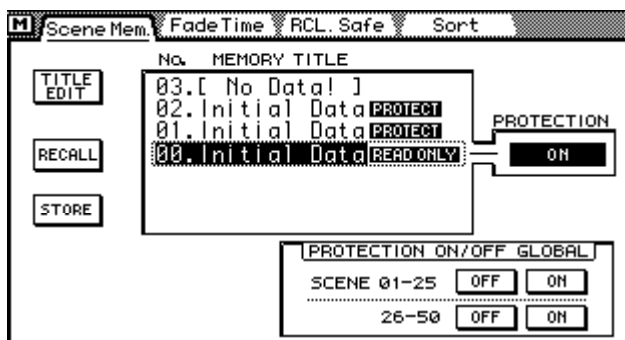 M Scene Mem. Fade Time RCL. Safe Sort
No. MEMORY TITLE
TITLE EDIT
03.[ No Data! ]
02.Initial Data PROTECT
01.Initial Data PROTECT
00.Initial Data READ ONLY
PROTECTION
ON
RECALL
STORE
PROTECTION ON/OFF GLOBAL
SCENE 01-25 OFF ON
26-50 OFF ON